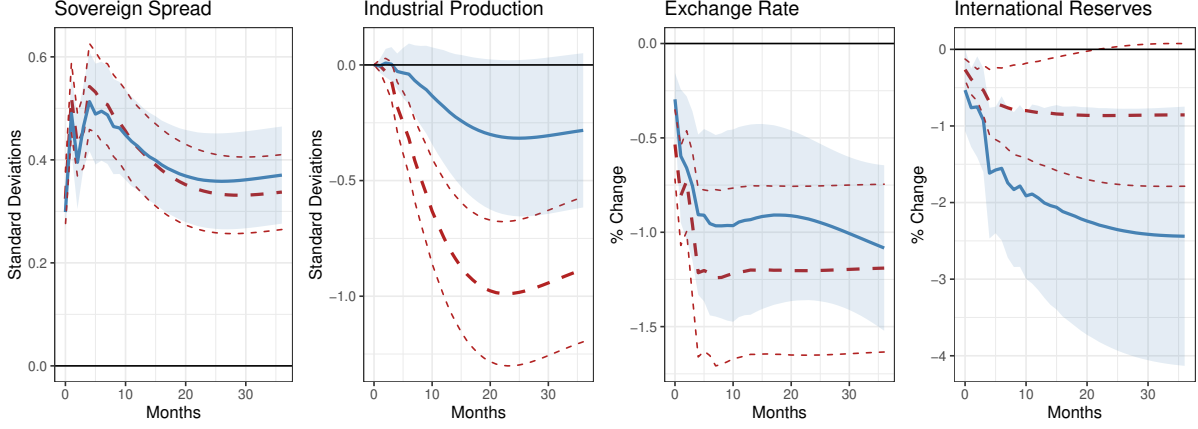 Sovereign Spread
Standard Deviations
0.6
0.4
0.2
0.0
0 10 20 30
Months
Industrial Production
Standard Deviations
0.0
−0.5
−1.0
0 10 20 30
Months
Exchange Rate
% Change
0.0
−0.5
−1.0
−1.5
0 10 20 30
Months
International Reserves
% Change
0
−1
−2
−3
−4
0 10 20 30
Months